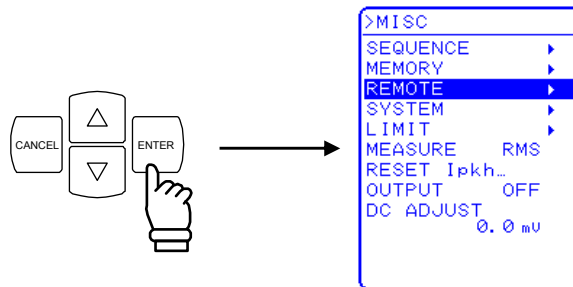 CANCEL
ENTER
>MISC
SEQUENCE
MEMORY
REMOTE
SYSTEM
LIMIT
MEASURE RMS
RESET Ipkh…
OUTPUT OFF
DC ADJUST
0.0 mV